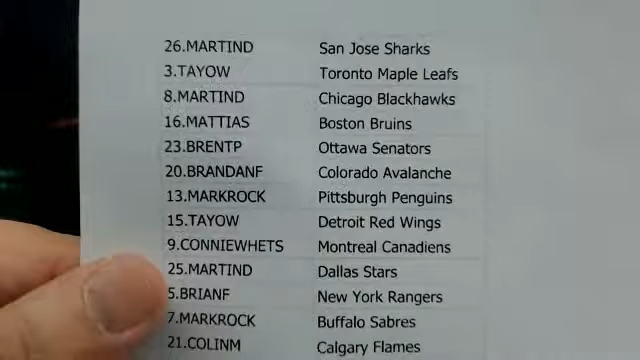 26.MARTIND San Jose Sharks
3.TAYOW Toronto Maple Leafs
8.MARTIND Chicago Blackhawks
16.MATTIAS Boston Bruins
23.BRENTP Ottawa Senators
20.BRANDANF Colorado Avalanche
13.MARKROCK Pittsburgh Penguins
15.TAYOW Detroit Red Wings
9.CONNIEWHETS Montreal Canadiens
25.MARTIND Dallas Stars
5.BRIANF New York Rangers
7.MARKROCK Buffalo Sabres
21.COLINM Calgary Flames